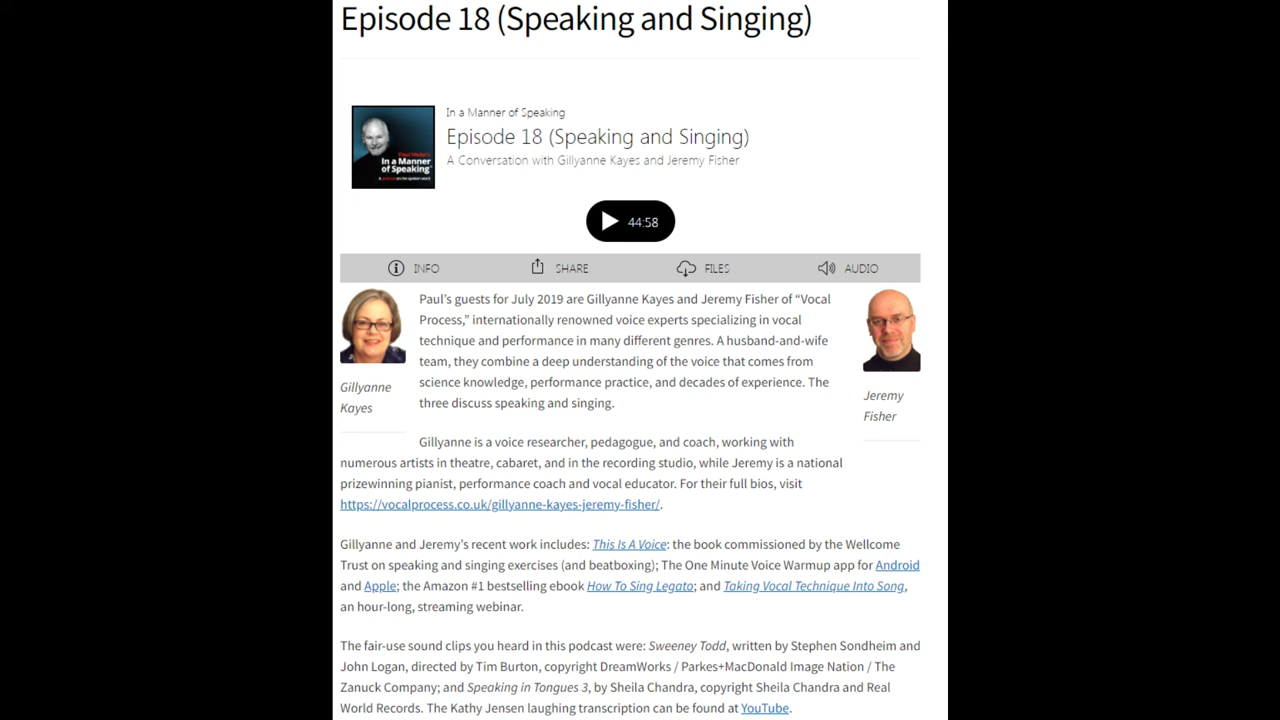 Episode 18 (Speaking and Singing)
In a Manner of Speaking
Episode 18 (Speaking and Singing)
A Conversation with Gillyanne Kayes and Jeremy Fisher
In a Manner
of Speaking
44:58
INFO
SHARE
FILES
AUDIO
Paul's guests for July 2019 are Gillyanne Kayes and Jeremy Fisher of “Vocal
Process,” internationally renowned voice experts specializing in vocal
technique and performance in many different genres. A husband-and-wife
team, they combine a deep understanding of the voice that comes from
science knowledge, performance practice, and decades of experience. The
three discuss speaking and singing.
Gillyanne
Kayes
Jeremy
Fisher
Gillyanne is a voice researcher, pedagogue, and coach, working with
numerous artists in theatre, cabaret, and in the recording studio, while Jeremy is a national
prizewinning pianist, performance coach and vocal educator. For their full bios, visit
https://vocalprocess.co.uk/gillyanne-kayes-jeremy-fisher/.
Gillyanne and Jeremy's recent work includes: This Is A Voice: the book commissioned by the Wellcome
Trust on speaking and singing exercises (and beatboxing); The One Minute Voice Warmup app for Android
and Apple; the Amazon #1 bestselling ebook How To Sing Legato; and Taking Vocal Technique Into Song,
an hour-long, streaming webinar.
The fair-use sound clips you heard in this podcast were: Sweeney Todd, written by Stephen Sondheim and
John Logan, directed by Tim Burton, copyright DreamWorks / Parkes+MacDonald Image Nation / The
Zanuck Company; and Speaking in Tongues 3, by Sheila Chandra, copyright Sheila Chandra and Real
World Records. The Kathy Jensen laughing transcription can be found at YouTube.